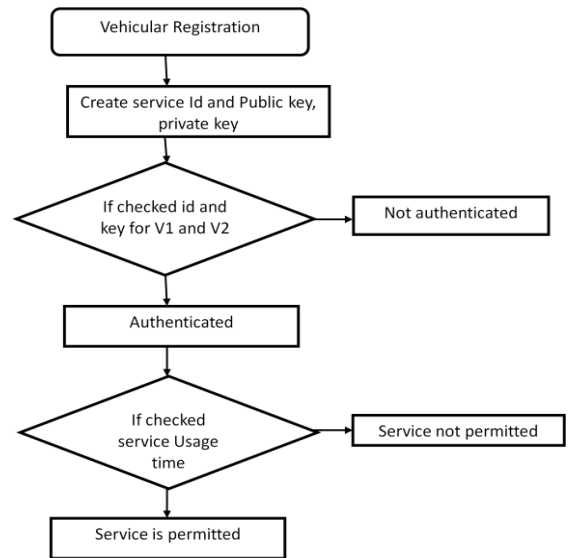 Vehicular Registration
Create service Id and Public key,
private key
If checked id and
key for V1 and V2
Not authenticated
Authenticated
If checked
service Usage
time
Service not permitted
Service is permitted